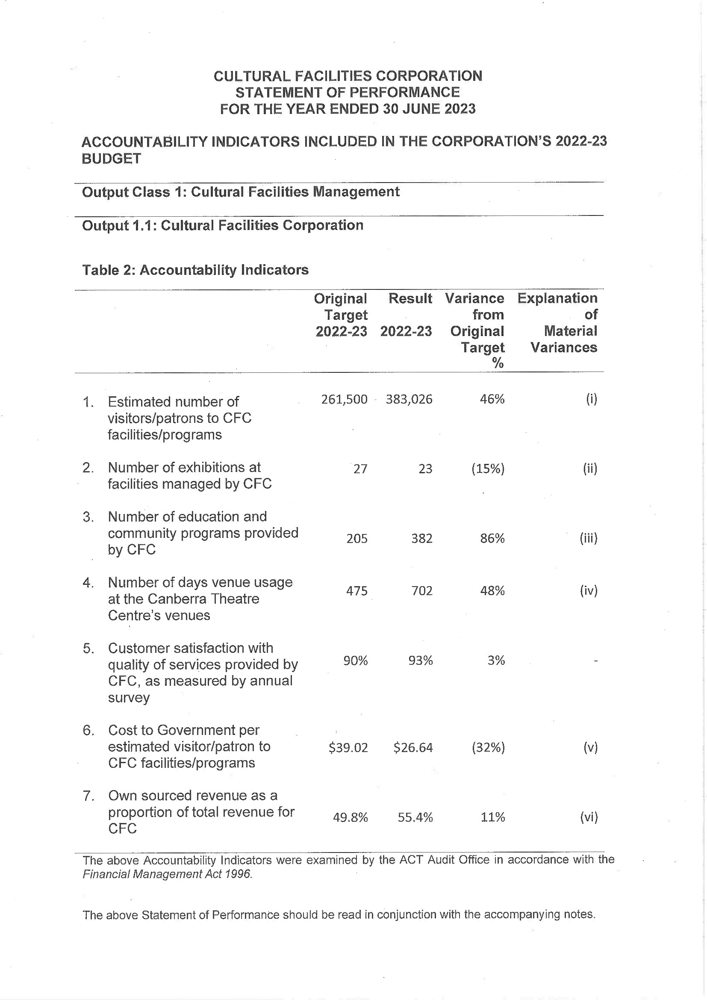 CULTURAL FACILITIES CORPORATION
STATEMENT OF PERFORMANCE
FOR THE YEAR ENDED 30 JUNE 2023
ACCOUNTABILITY INDICATORS INCLUDED IN THE CORPORATION'S 2022-23
BUDGET
Output Class 1: Cultural Facilities Management
Output 1.1: Cultural Facilities Corporation
Table 2: Accountability Indicators
Original Result Variance Explanation
Target from of
2022-23 2022-23 Original Material
Target Variances
%
1. Estimated number of 261,500 383,026 46% (i)
visitors/patrons to CFC
facilities/programs
2. Number of exhibitions at 27 23 (15%) (ii)
facilities managed by CFC
3. Number of education and
community programs provided 205 382 86% (iii)
by CFC
4. Number of days venue usage 475 702 48% (iv)
at the Canberra Theatre
Centre's venues
5. Customer satisfaction with
quality of services provided by 90% 93% 3% -
CFC, as measured by annual
survey
6. Cost to Government per
estimated visitor/patron to $39.02 $26.64 (32%) (v)
CFC facilities/programs
7. Own sourced revenue as a
proportion of total revenue for 49.8% 55.4% 11% (vi)
CFC
The above Accountability Indicators were examined by the ACT Audit Office in accordance with the
Financial Management Act 1996.
The above Statement of Performance should be read in conjunction with the accompanying notes.